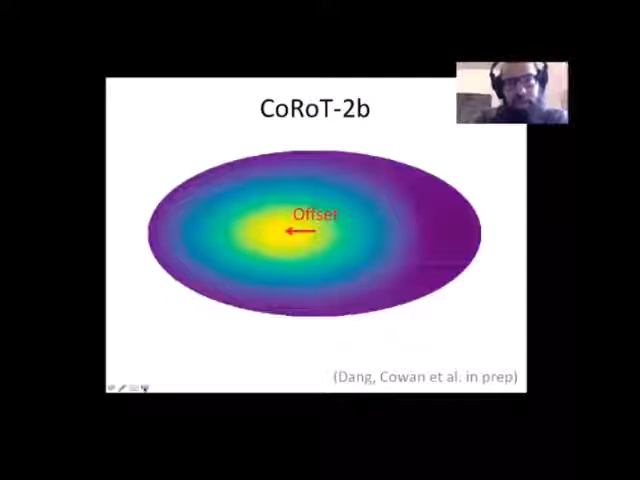 CoRoT-2b
Offset
(Dang, Cowan et al. in prep)